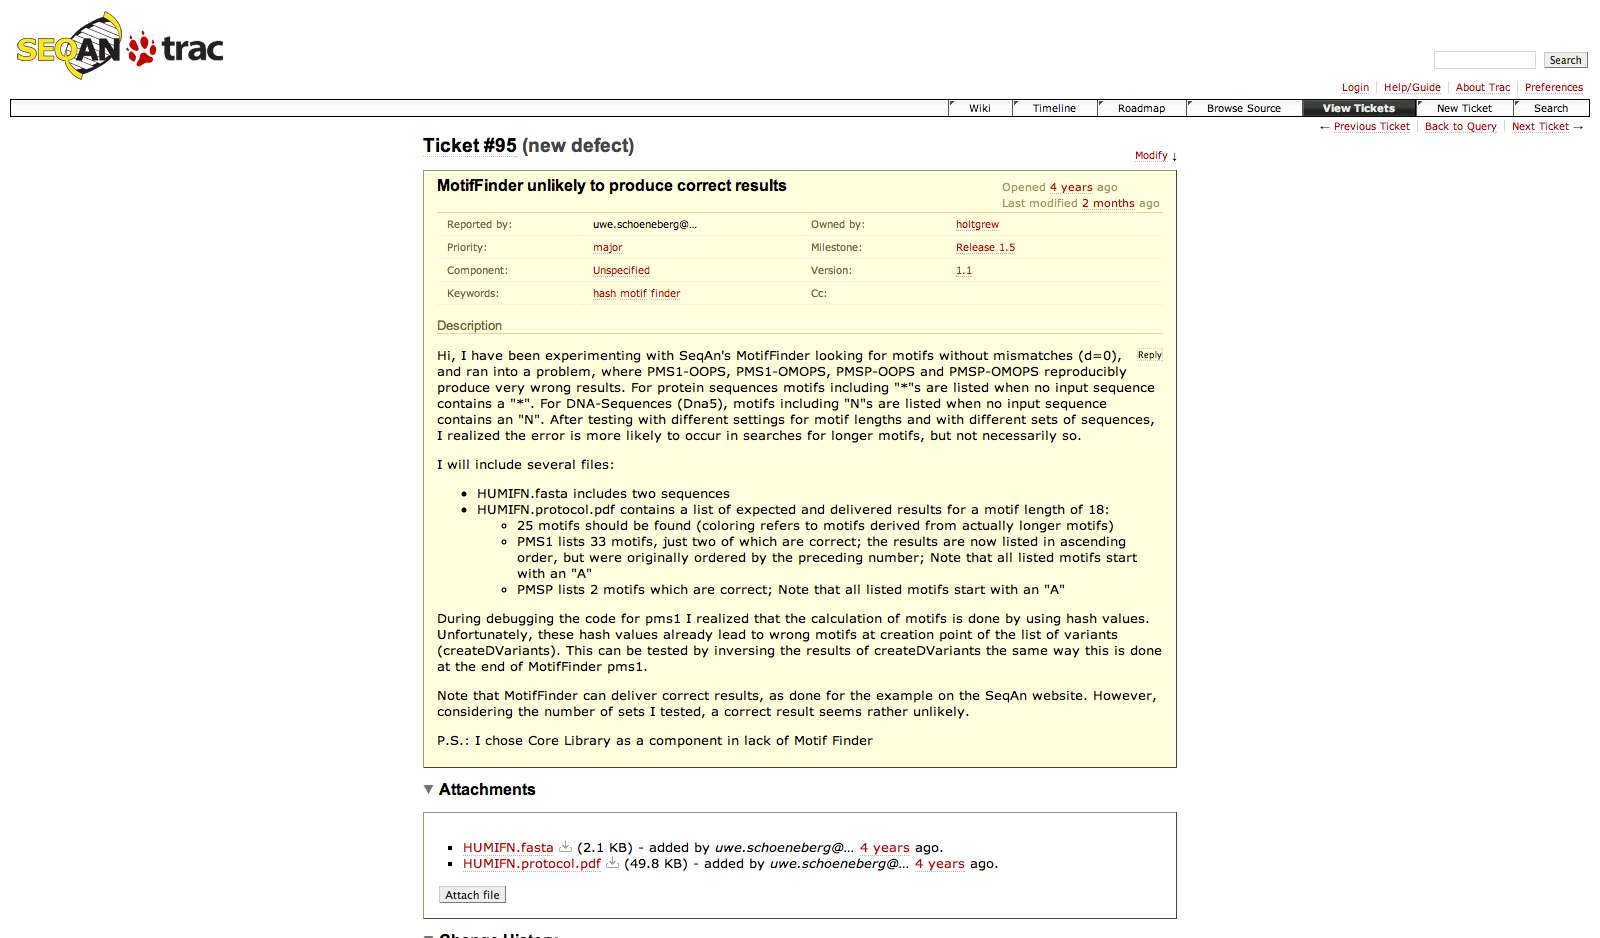 SEQAN trac
Search
Login Help/Guide About Trac Preferences
Wiki Timeline Roadmap Browse Source View Tickets New Ticket Search
← Previous Ticket Back to Query Next Ticket →
Ticket #95 (new defect)
Modify ↓
MotifFinder unlikely to produce correct results
Opened 4 years ago
Last modified 2 months ago
Reported by: uwe.schoeneberg@... Owned by: holtgrew
Priority: major Milestone: Release 1.5
Component: Unspecified Version: 1.1
Keywords: hash motif finder Cc:
Description
Reply
Hi, I have been experimenting with SeqAn's MotifFinder looking for motifs without mismatches (d=0),
and ran into a problem, where PMS1-OOPS, PMS1-OMOPS, PMSP-OOPS and PMSP-OMOPS reproducibly
produce very wrong results. For protein sequences motifs including "*"s are listed when no input sequence
contains a "*". For DNA-Sequences (Dna5), motifs including "N"s are listed when no input sequence
contains an "N". After testing with different settings for motif lengths and with different sets of sequences,
I realized the error is more likely to occur in searches for longer motifs, but not necessarily so.
I will include several files:
• HUMIFN.fasta includes two sequences
• HUMIFN.protocol.pdf contains a list of expected and delivered results for a motif length of 18:
◦ 25 motifs should be found (coloring refers to motifs derived from actually longer motifs)
◦ PMS1 lists 33 motifs, just two of which are correct; the results are now listed in ascending
order, but were originally ordered by the preceding number; Note that all listed motifs start
with an "A"
◦ PMSP lists 2 motifs which are correct; Note that all listed motifs start with an "A"
During debugging the code for pms1 I realized that the calculation of motifs is done by using hash values.
Unfortunately, these hash values already lead to wrong motifs at creation point of the list of variants
(createDVariants). This can be tested by inversing the results of createDVariants the same way this is done
at the end of MotifFinder pms1.
Note that MotifFinder can deliver correct results, as done for the example on the SeqAn website. However,
considering the number of sets I tested, a correct result seems rather unlikely.
P.S.: I chose Core Library as a component in lack of Motif Finder
▼ Attachments
▪ HUMIFN.fasta (2.1 KB) - added by uwe.schoeneberg@... 4 years ago.
▪ HUMIFN.protocol.pdf (49.8 KB) - added by uwe.schoeneberg@... 4 years ago.
Attach file
▼ Change History